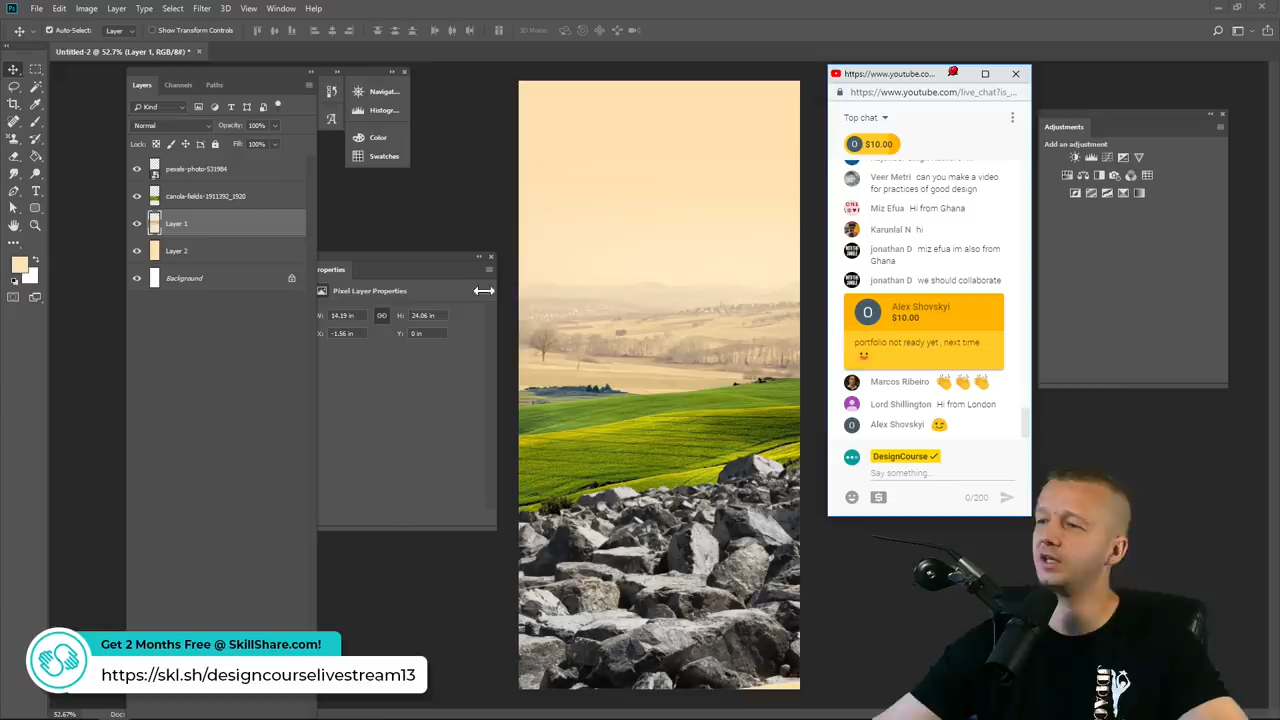 Ps File Edit Image Layer Type Select Filter 3D View Window Help
Auto-Select: Layer Show Transform Controls 3D Mode:
Untitled-2 @ 52.7% (Layer 1, RGB/8#) * ×
Layers Channels Paths
Kind
Normal Opacity: 100%
Lock: Fill: 100%
pexels-photo-531984
canola-fields-1911392_1920
Layer 1
Layer 2
Background
Navigat...
Histogr...
Color
Swatches
roperties
Pixel Layer Properties
W: 14.19 in GO H: 24.06 in
X: -1.56 in Y: 0 in
https://www.youtube.co...
https://www.youtube.com/live_chat?is_...
Top chat
O $10.00
Veer Metri can you make a video
for practices of good design
Miz Efua Hi from Ghana
Karunlal N hi
jonathan D miz efua im also from
Ghana
jonathan D we should collaborate
O Alex Shovskyi
$10.00
portfolio not ready yet , next time
Marcos Ribeiro
Lord Shillington Hi from London
O Alex Shovskyi
DesignCourse
Say something...
0/200
Adjustments
Add an adjustment
Get 2 Months Free @ SkillShare.com!
https://skl.sh/designcourselivestream13
52.67% Doc: